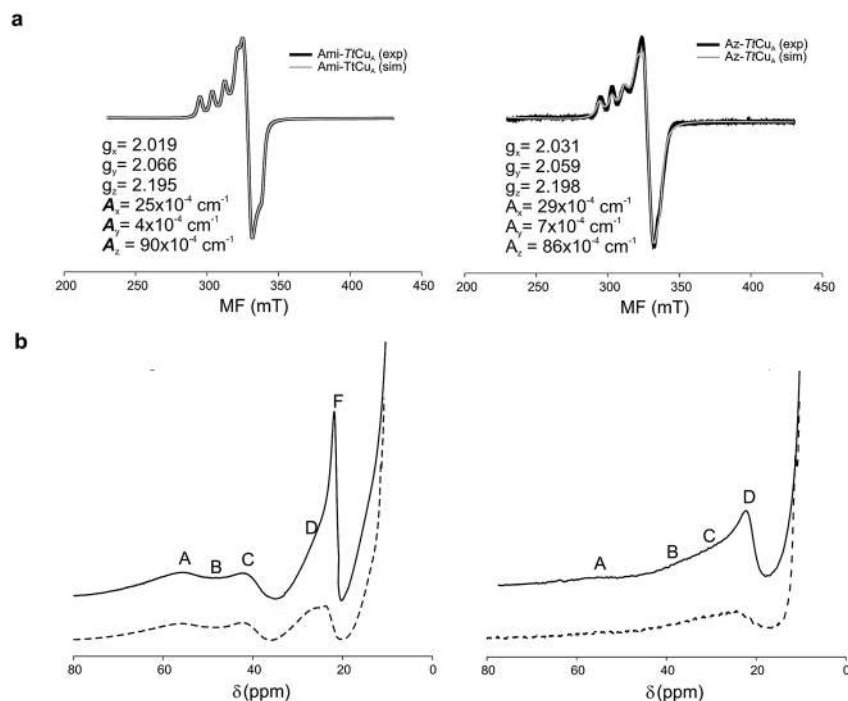 a
Ami-TtCuA (exp)
Ami-TtCuA (sim)
gx= 2.019
gy= 2.066
gz= 2.195
Ax= 25x10-4 cm-1
Ay= 4x10-4 cm-1
Az = 90x10-4 cm-1
200 250 300 350 400 450
MF (mT)
Az-TtCuA (exp)
Az-TtCuA (sim)
gx= 2.031
gy= 2.059
gz= 2.198
Ax= 29x10-4 cm-1
Ay= 7x10-4 cm-1
Az= 86x10-4 cm-1
200 250 300 350 400 450
MF (mT)
b
A B C D F
80 60 40 20 0
δ(ppm)
A B C D
80 60 40 20 0
δ(ppm)